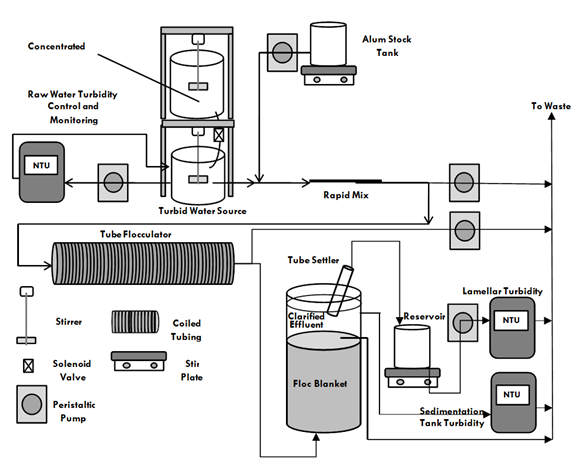 Concentrated
Alum Stock
Tank
Raw Water Turbidity
Control and
Monitoring
To Waste
NTU
Turbid Water Source
Rapid Mix
Tube Flocculator
Tube Settler
Lamellar Turbidity
Clarified
Effluent
Reservoir
NTU
Stirrer
Coiled
Tubing
Solenoid
Valve
Stir
Plate
Floc Blanket
NTU
Sedimentation
Tank Turbidity
Peristaltic
Pump